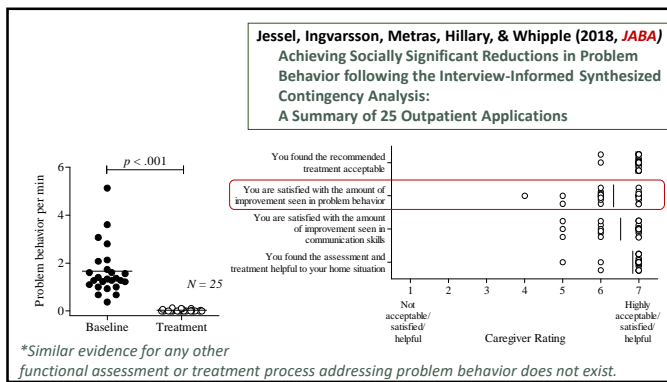 Jessel, Ingvarsson, Metras, Hillary, & Whipple (2018, JABA)
Achieving Socially Significant Reductions in Problem
Behavior following the Interview-Informed Synthesized
Contingency Analysis:
A Summary of 25 Outpatient Applications
p < .001
Problem behavior per min
6
4
2
0
N = 25
Baseline
Treatment
You found the recommended
treatment acceptable
You are satisfied with the amount of
improvement seen in problem behavior
You are satisfied with the amount
of improvement seen in
communication skills
You found the assessment and
treatment helpful to your home situation
1 2 3 4 5 6 7
Not
acceptable/
satisfied/
helpful
Caregiver Rating
Highly
acceptable/
satisfied/
helpful
*Similar evidence for any other
functional assessment or treatment process addressing problem behavior does not exist.